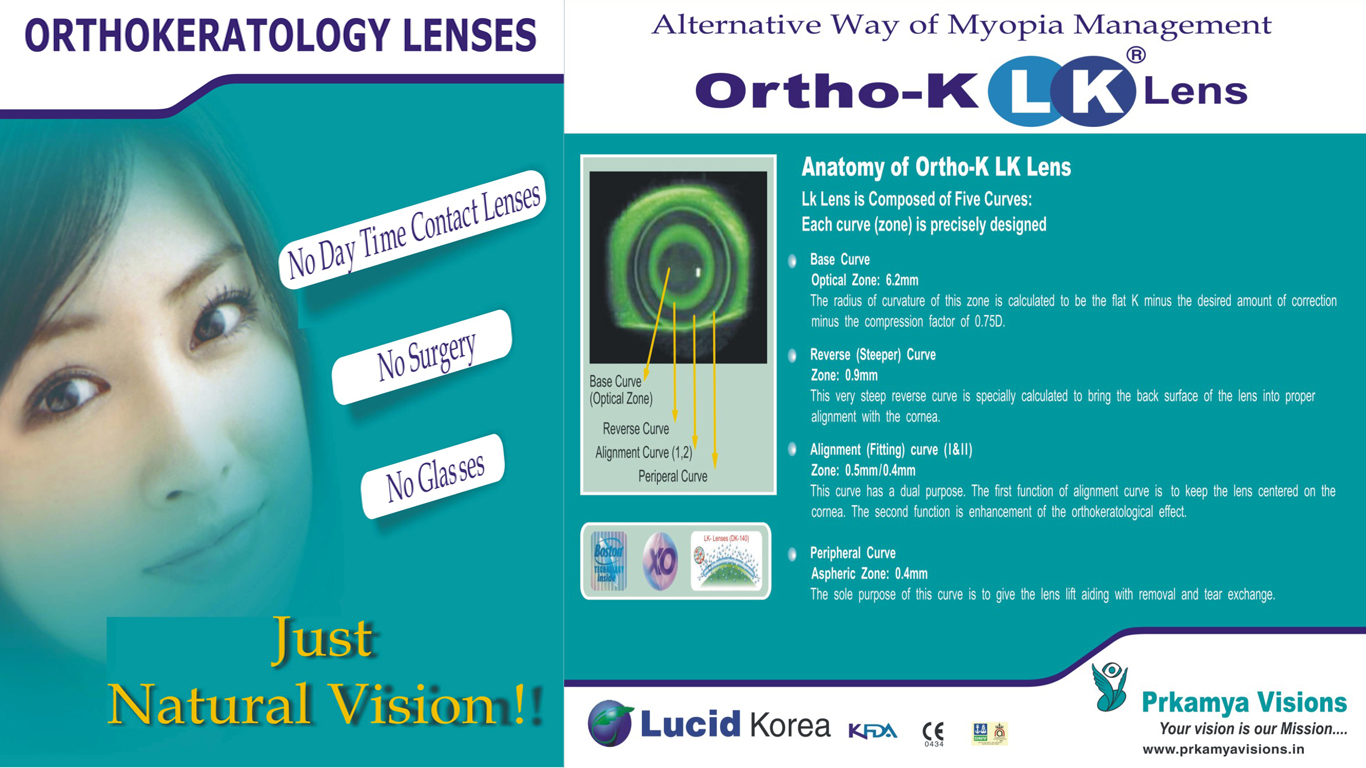 ORTHOKERATOLOGY LENSES
No Day Time Contact Lenses
No Surgery
No Glasses
Just
Natural Vision !!
Alternative Way of Myopia Management
Ortho-K LK® Lens
Base Curve
(Optical Zone)
Reverse Curve
Alignment Curve (1,2)
Periperal Curve
Boston
TECHNOLOGY
inside
XO
LK- Lenses (DK-140)
Anatomy of Ortho-K LK Lens
Lk Lens is Composed of Five Curves:
Each curve (zone) is precisely designed
Base Curve
Optical Zone: 6.2mm
The radius of curvature of this zone is calculated to be the flat K minus the desired amount of correction
minus the compression factor of 0.75D.
Reverse (Steeper) Curve
Zone: 0.9mm
This very steep reverse curve is specially calculated to bring the back surface of the lens into proper
alignment with the cornea.
Alignment (Fitting) curve (I&II)
Zone: 0.5mm/0.4mm
This curve has a dual purpose. The first function of alignment curve is to keep the lens centered on the
cornea. The second function is enhancement of the orthokeratological effect.
Peripheral Curve
Aspheric Zone: 0.4mm
The sole purpose of this curve is to give the lens lift aiding with removal and tear exchange.
Lucid Korea
KFDA
CE
0434
Prkamya Visions
Your vision is our Mission....
www.prkamyavisions.in